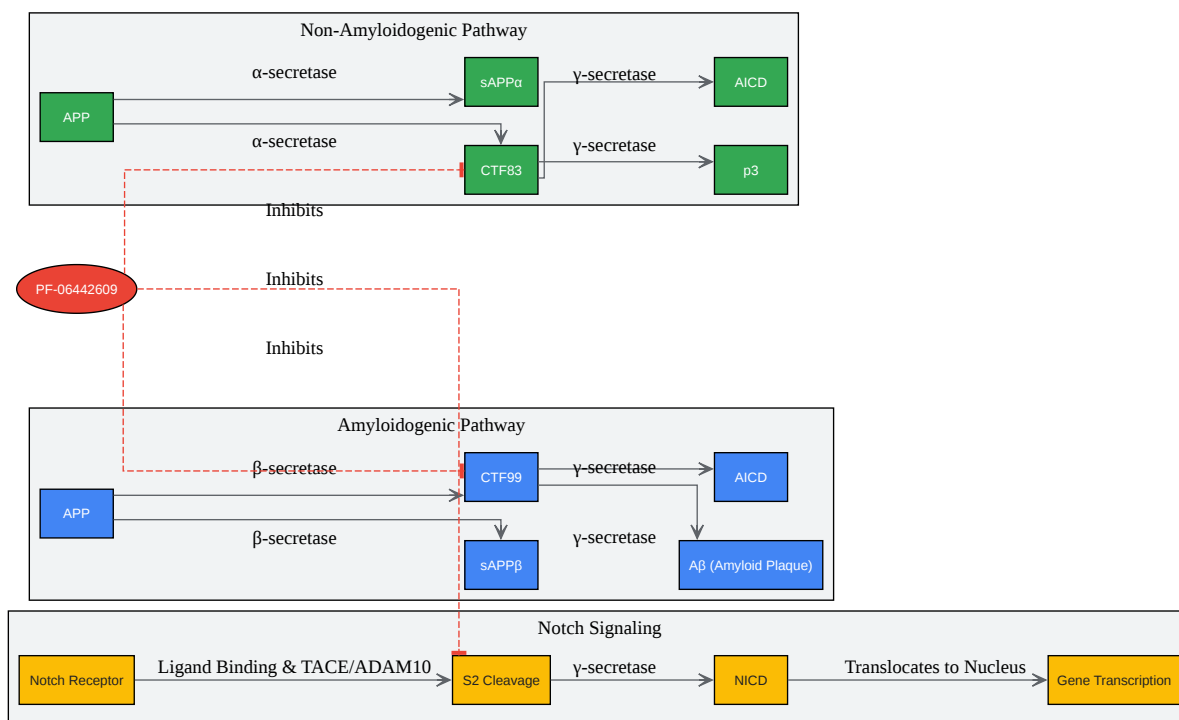 Non-Amyloidogenic Pathway
α-secretase
sAPPα
γ-secretase
AICD
APP
α-secretase
CTF83
γ-secretase
p3
Inhibits
PF-06442609
Inhibits
Inhibits
Amyloidogenic Pathway
β-secretase
CTF99
γ-secretase
AICD
APP
β-secretase
sAPPβ
γ-secretase
Aβ (Amyloid Plaque)
Notch Signaling
Notch Receptor
Ligand Binding & TACE/ADAM10
S2 Cleavage
γ-secretase
NICD
Translocates to Nucleus
Gene Transcription